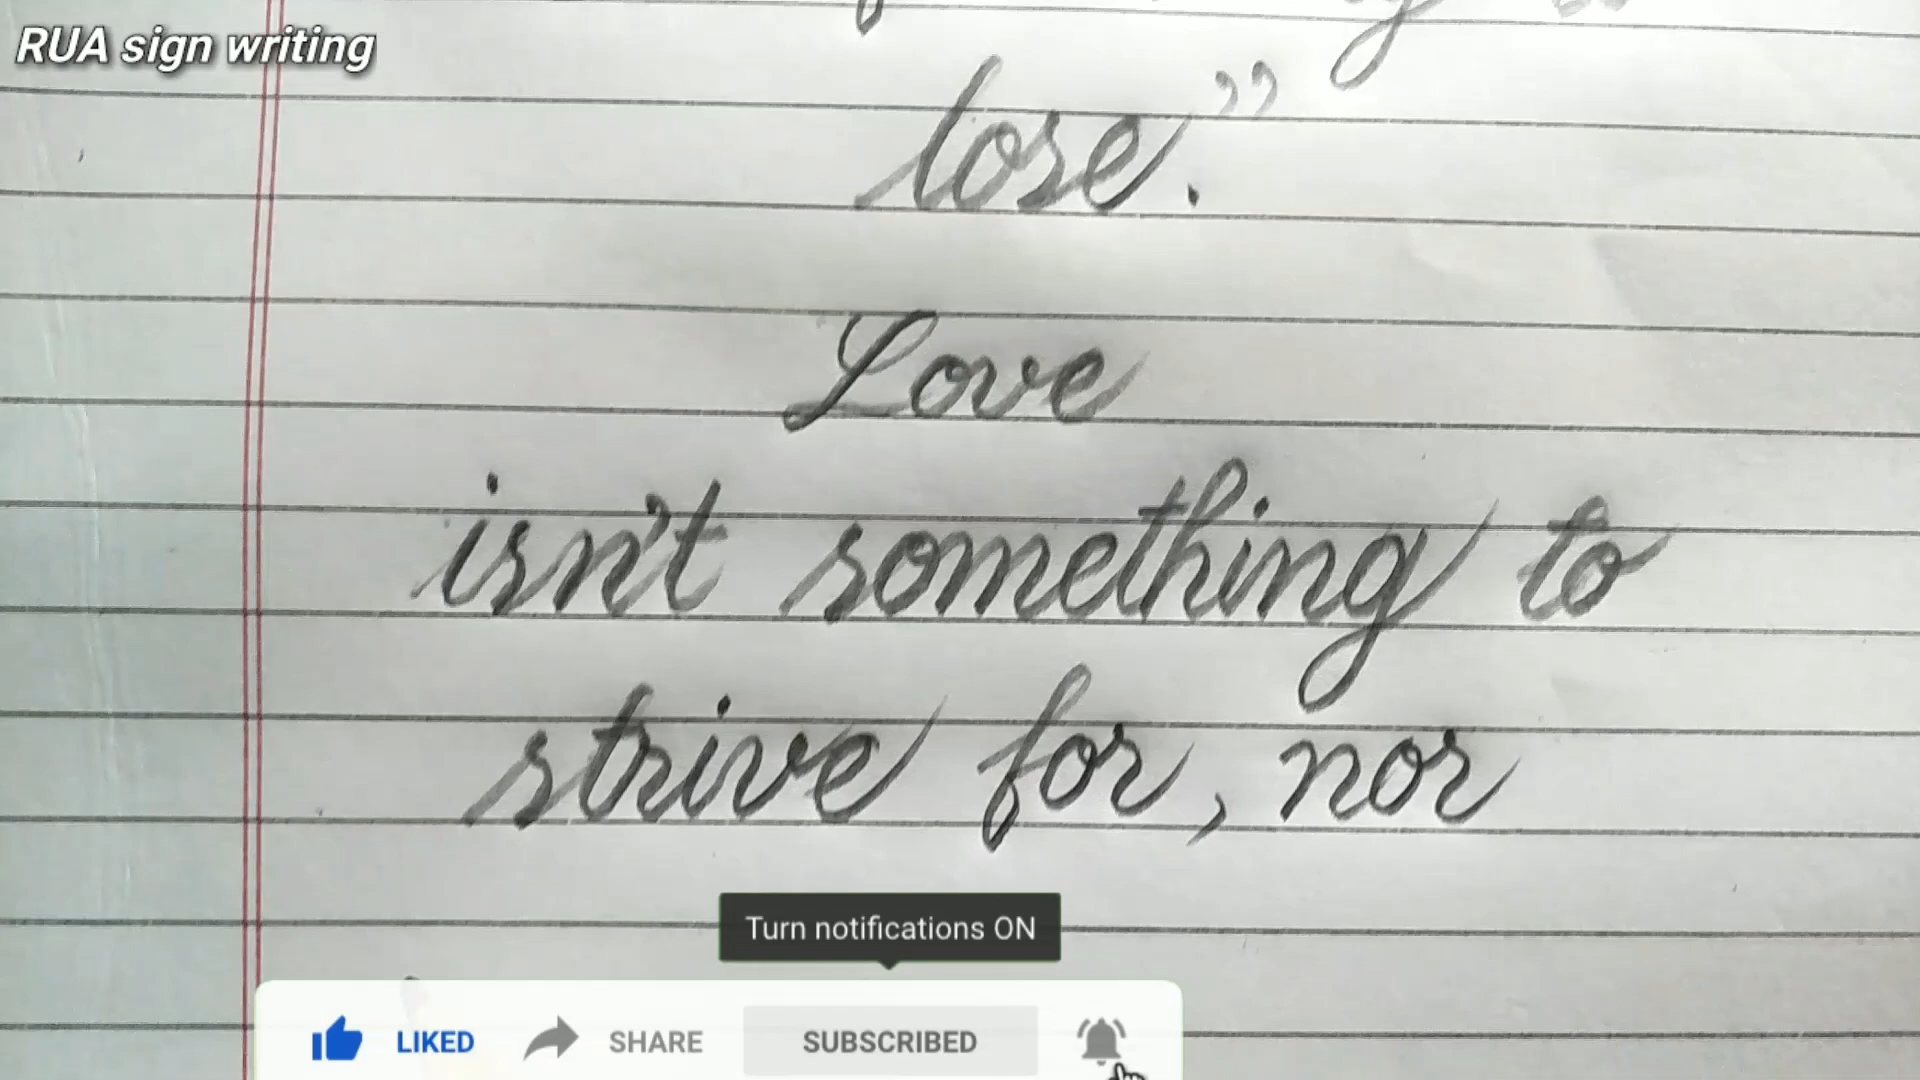 RUA sign writing
lose.”
Love
isn't something to
strive for, nor
Turn notifications ON
LIKED SHARE SUBSCRIBED